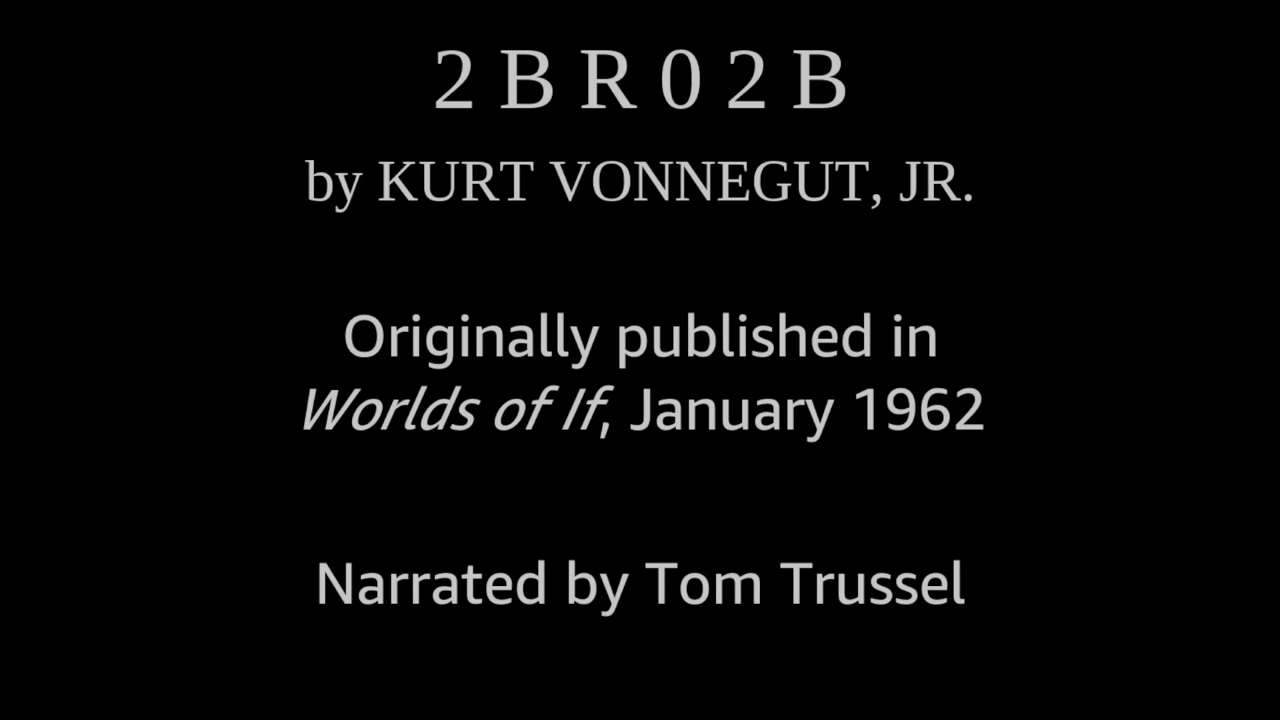 2 B R 0 2 B
by KURT VONNEGUT, JR.
Originally published in
Worlds of If, January 1962
Narrated by Tom Trussel